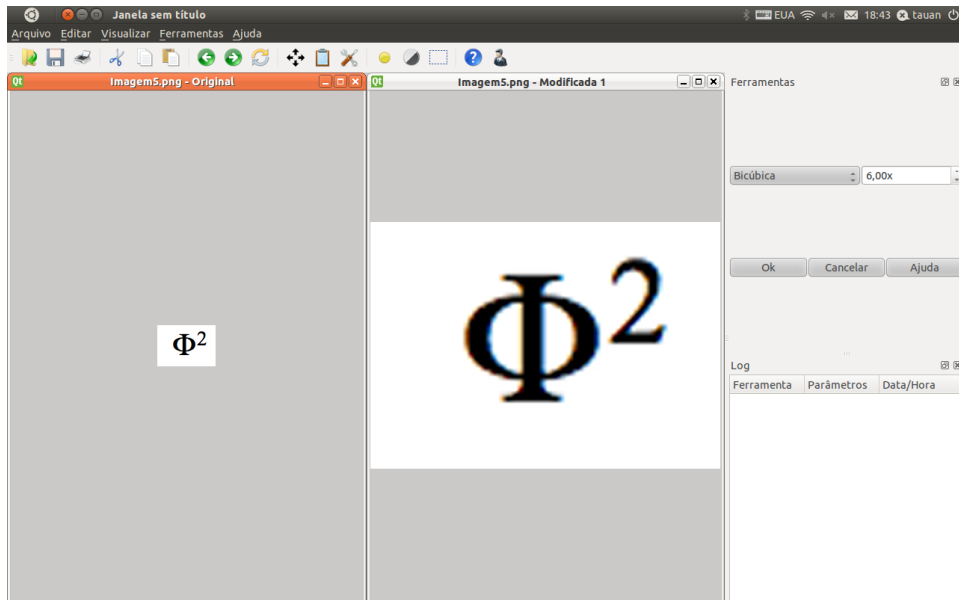 Janela sem título
EUA 18:43 tauan
Arquivo Editar Visualizar Ferramentas Ajuda
Imagem5.png - Original
Imagem5.png - Modificada 1
Ferramentas
Bicúbica 6,00x
Ok Cancelar Ajuda
Φ²
Φ²
Log
Ferramenta Parâmetros Data/Hora